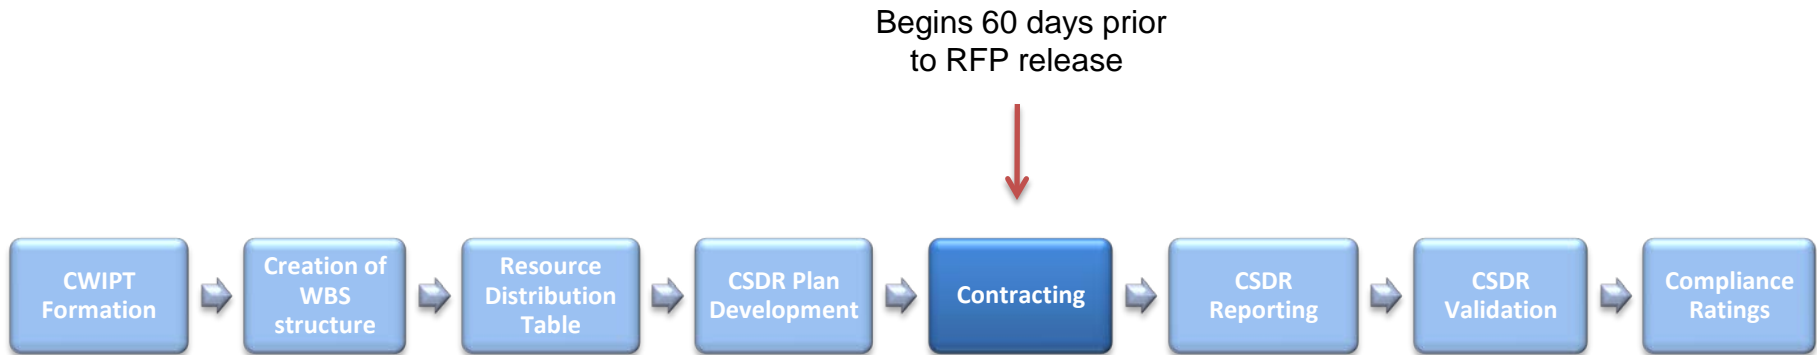 Begins 60 days prior
to RFP release
CWIPT
Formation
Creation of
WBS
structure
Resource
Distribution
Table
CSDR Plan
Development
Contracting
CSDR
Reporting
CSDR
Validation
Compliance
Ratings